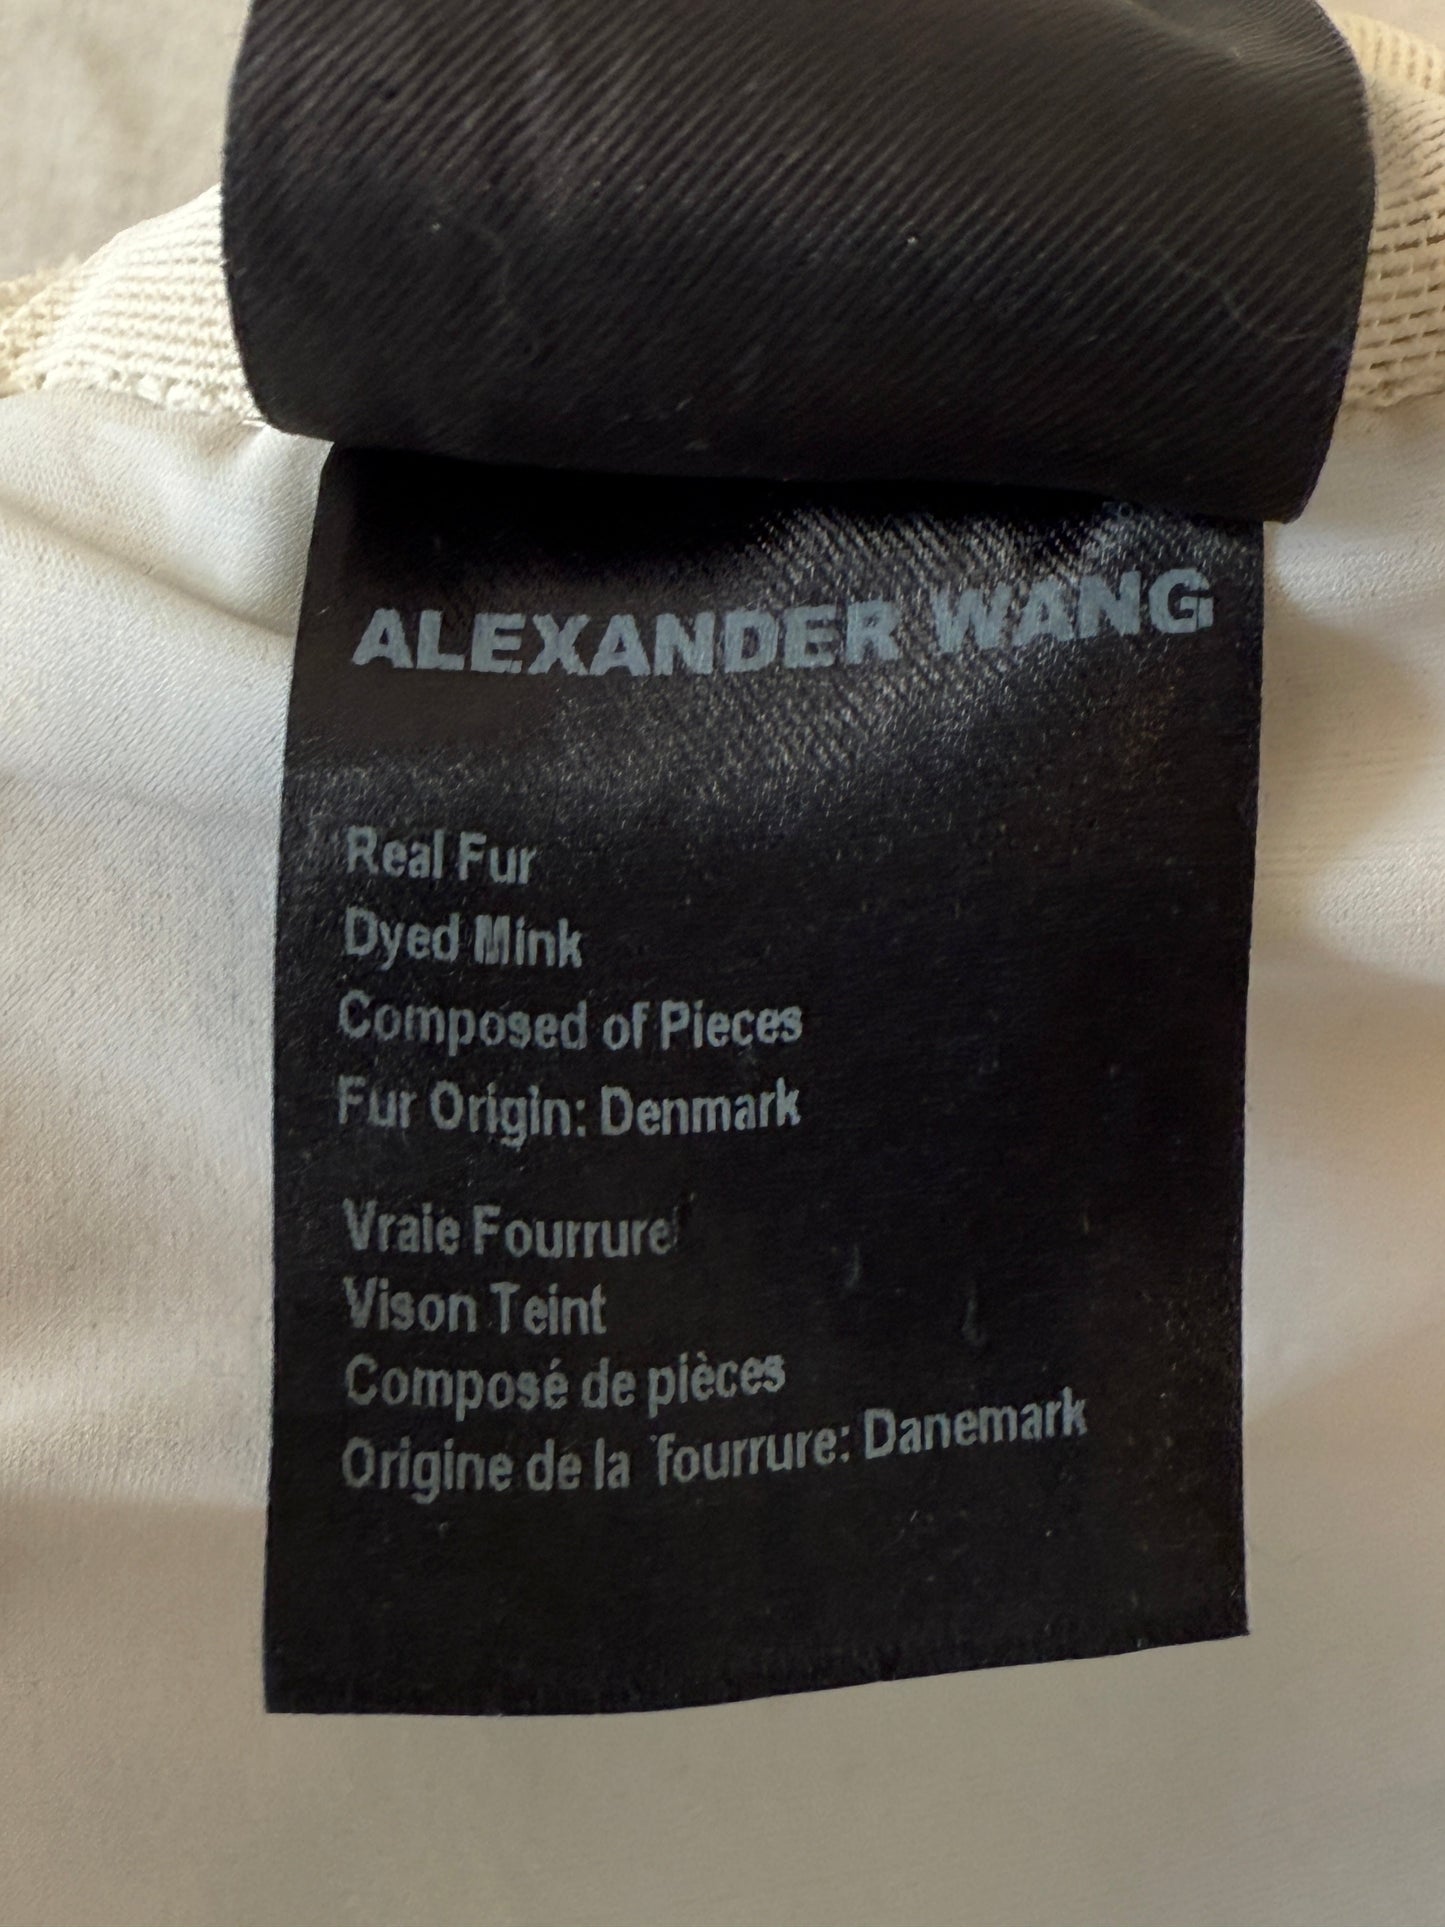 ALEXANDER WANG
Real Fur
Dyed Mink
Composed of Pieces
Fur Origin: Denmark
Vraie Fourrure
Vison Teint
Composé de pièces
Origine de la fourrure: Danemark